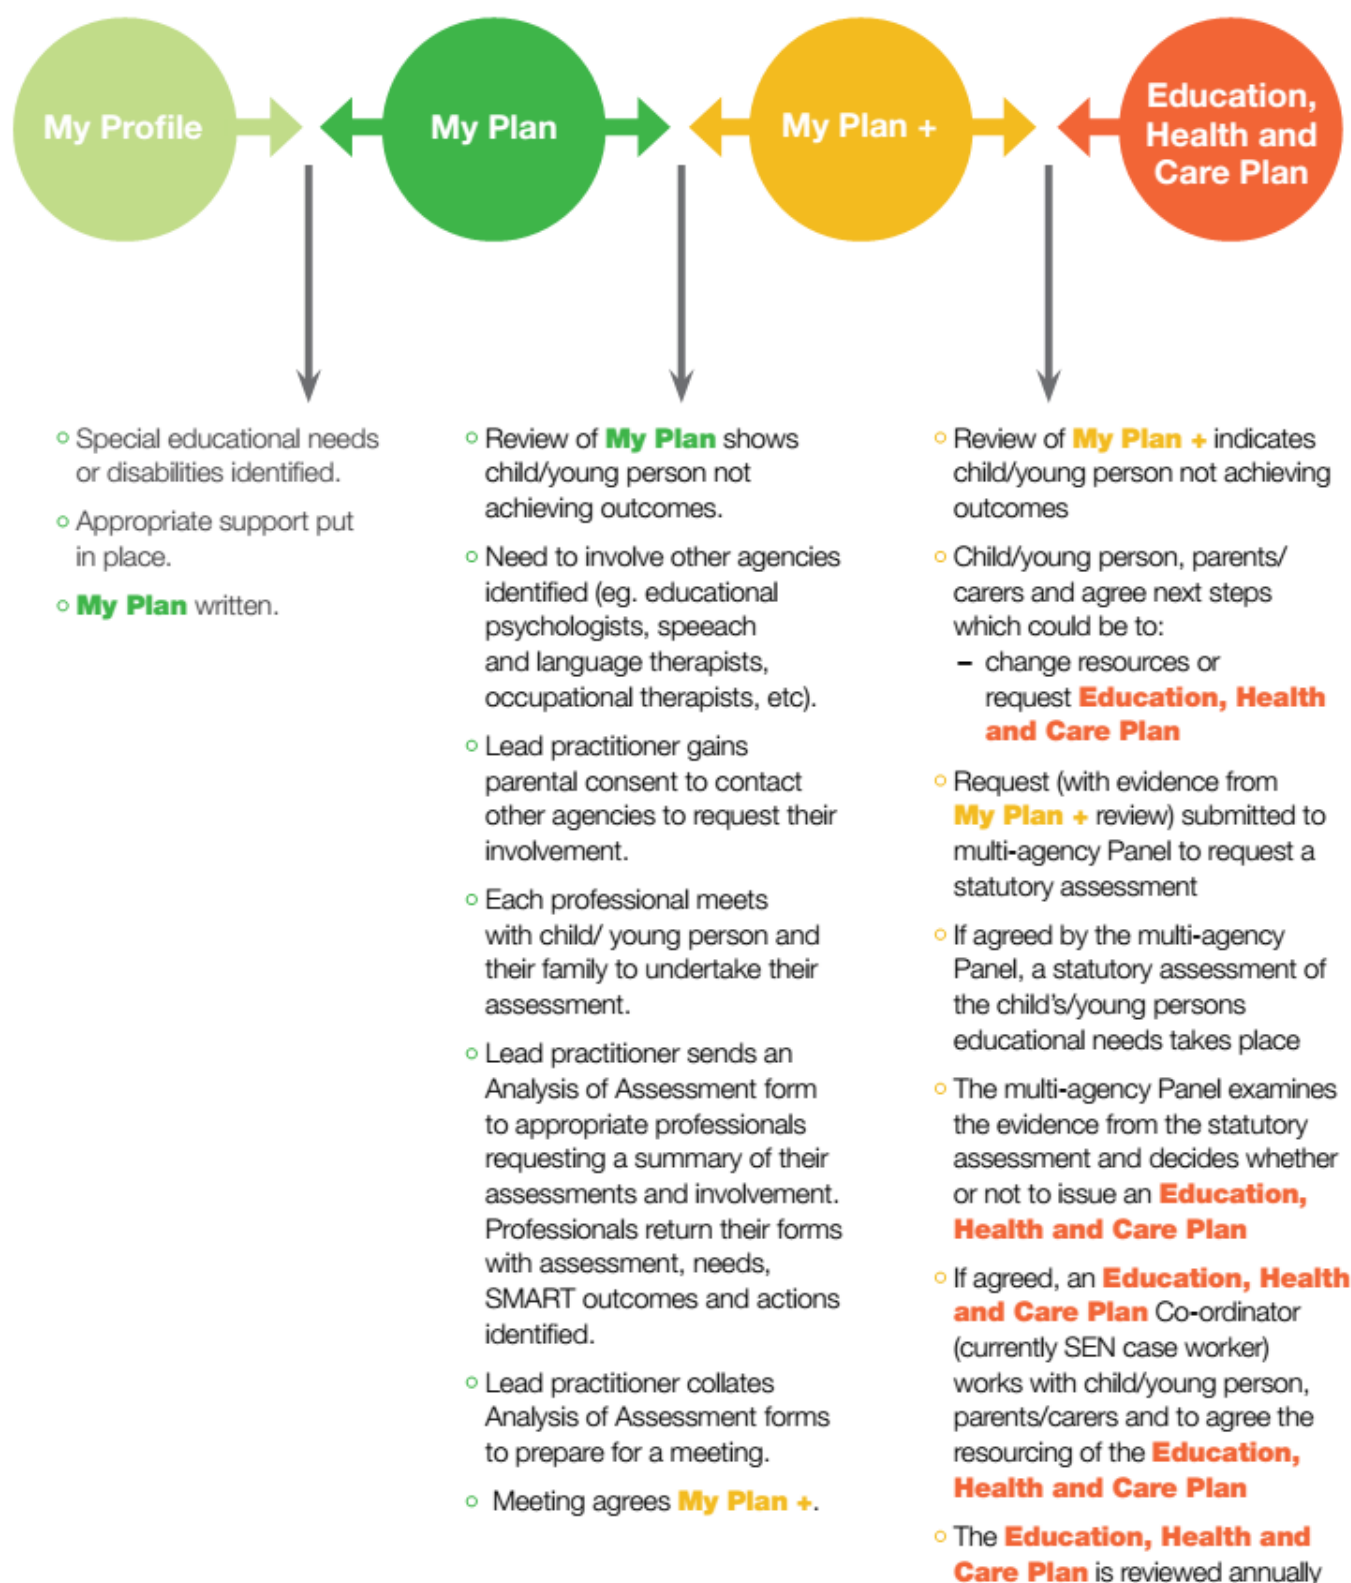 My Profile
My Plan
My Plan +
Education,
Health and
Care Plan
Special educational needs
or disabilities identified.
Appropriate support put
in place.
My Plan written.
Review of My Plan shows
child/young person not
achieving outcomes.
Need to involve other agencies
identified (eg. educational
psychologists, speeach
and language therapists,
occupational therapists, etc).
Lead practitioner gains
parental consent to contact
other agencies to request their
involvement.
Each professional meets
with child/ young person and
their family to undertake their
assessment.
Lead practitioner sends an
Analysis of Assessment form
to appropriate professionals
requesting a summary of their
assessments and involvement.
Professionals return their forms
with assessment, needs,
SMART outcomes and actions
identified.
Lead practitioner collates
Analysis of Assessment forms
to prepare for a meeting.
Meeting agrees My Plan +.
Review of My Plan + indicates
child/young person not achieving
outcomes
Child/young person, parents/
carers and agree next steps
which could be to:
– change resources or
request Education, Health
and Care Plan
Request (with evidence from
My Plan + review) submitted to
multi-agency Panel to request a
statutory assessment
If agreed by the multi-agency
Panel, a statutory assessment of
the child's/young persons
educational needs takes place
The multi-agency Panel examines
the evidence from the statutory
assessment and decides whether
or not to issue an Education,
Health and Care Plan
If agreed, an Education, Health
and Care Plan Co-ordinator
(currently SEN case worker)
works with child/young person,
parents/carers and to agree the
resourcing of the Education,
Health and Care Plan
The Education, Health and
Care Plan is reviewed annually